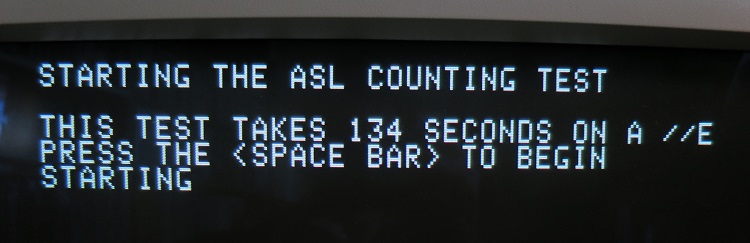 STARTING THE ASL COUNTING TEST
THIS TEST TAKES 134 SECONDS ON A //E
PRESS THE <SPACE BAR> TO BEGIN
STARTING